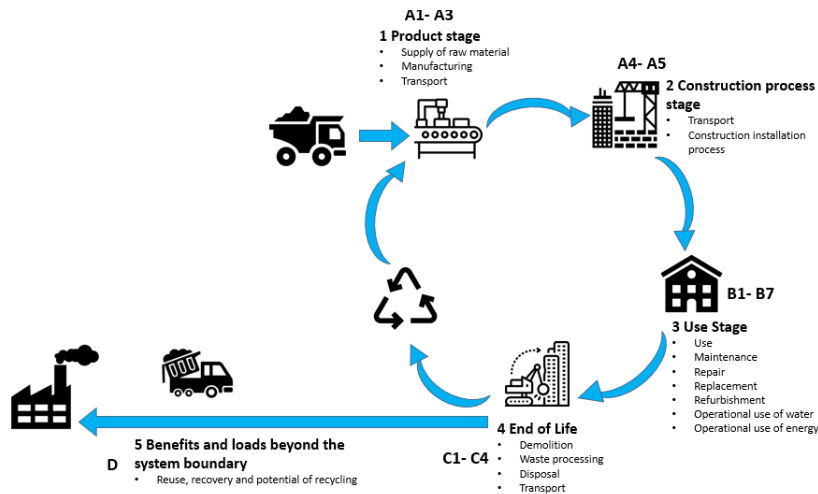 A1- A3
1 Product stage
• Supply of raw material
• Manufacturing
• Transport
A4- A5
2 Construction process
stage
• Transport
• Construction installation
process
B1- B7
3 Use Stage
• Use
• Maintenance
• Repair
• Replacement
• Refurbishment
• Operational use of water
• Operational use of energy
4 End of Life
C1- C4
• Demolition
• Waste processing
• Disposal
• Transport
5 Benefits and loads beyond the
D system boundary
• Reuse, recovery and potential of recycling